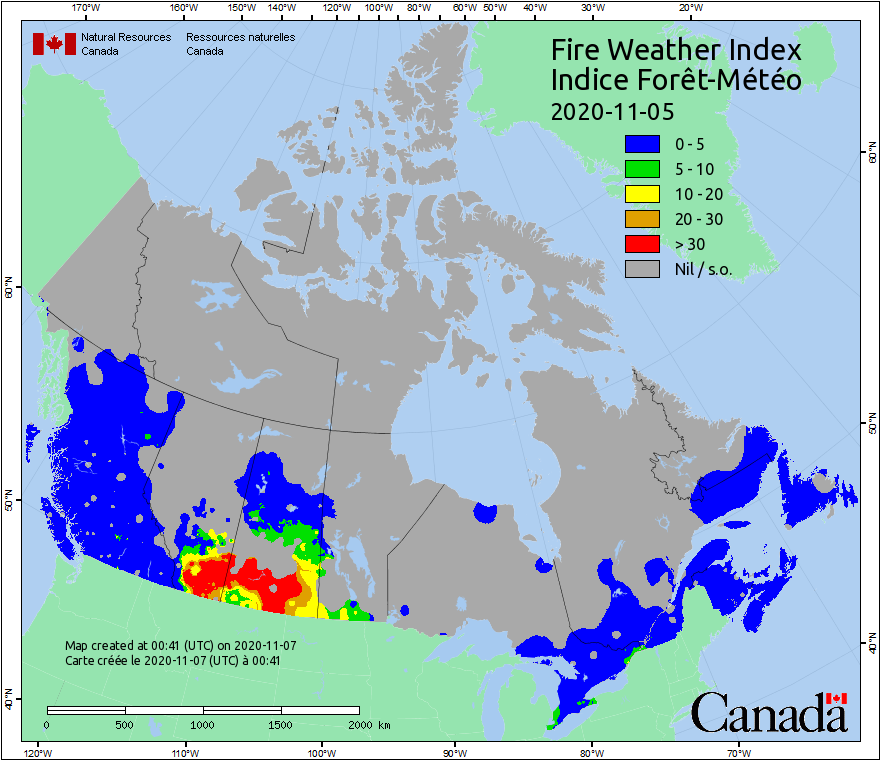 170°W 160°W 150°W 140°W 130°W 120°W 110°W 100°W 90°W 80°W 70°W 60°W 50°W 40°W 30°W 20°W
Natural Resources Ressources naturelles
Canada Canada
Fire Weather Index
Indice Forêt-Météo
2020-11-05
0 - 5
5 - 10
10 - 20
20 - 30
> 30
Nil / s.o.
60°N
60°N
50°N
50°N
40°N
40°N
Map created at 00:41 (UTC) on 2020-11-07
Carte créée le 2020-11-07 (UTC) à 00:41
0 500 1000 1500 2000 km
Canada
120°W 110°W 100°W 90°W 80°W 70°W